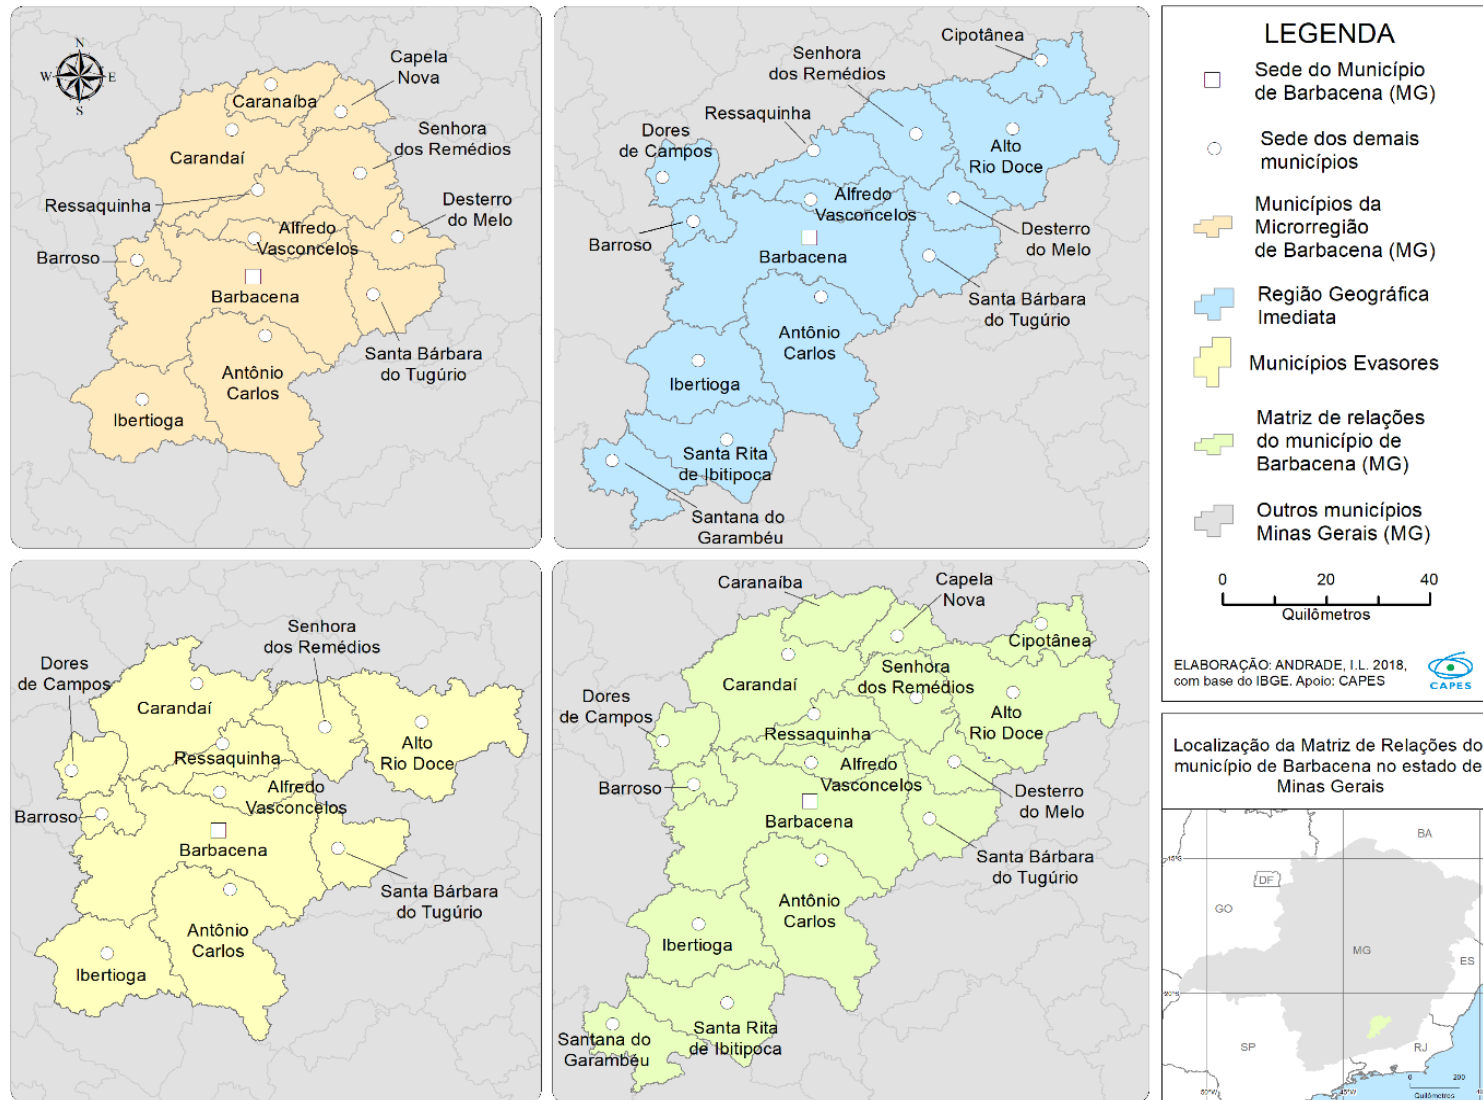 N
W
E
S
Capela
Nova
Caranaíba
Senhora
dos Remédios
Carandaí
Desterro
do Melo
Ressaquinha
Alfredo
Vasconcelos
Barroso
Barbacena
Santa Bárbara
do Tugúrio
Antônio
Carlos
Ibertioga
Cipotânea
Senhora
dos Remédios
Ressaquinha
Dores
de Campos
Alto
Rio Doce
Alfredo
Vasconcelos
Desterro
do Melo
Barroso
Barbacena
Santa Bárbara
do Tugúrio
Antônio
Carlos
Ibertioga
Santa Rita
de Ibitipoca
Santana do
Garambéu
LEGENDA
Sede do Município
de Barbacena (MG)
Sede dos demais
municípios
Municípios da
Microrregião
de Barbacena (MG)
Região Geográfica
Imediata
Municípios Evasores
Matriz de relações
do município de
Barbacena (MG)
Outros municípios
Minas Gerais (MG)
0 20 40
Quilômetros
ELABORAÇÃO: ANDRADE, I.L. 2018,
com base do IBGE. Apoio: CAPES
CAPES
Senhora
dos Remédios
Dores
de Campos
Carandaí
Ressaquinha
Alto
Rio Doce
Alfredo
Vasconcelos
Barroso
Barbacena
Santa Bárbara
do Tugúrio
Antônio
Carlos
Ibertioga
Caranaíba
Capela
Nova
Cipotânea
Senhora
dos Remédios
Carandaí
Dores
de Campos
Alto
Rio Doce
Ressaquinha
Alfredo
Vasconcelos
Barroso
Desterro
do Melo
Barbacena
Santa Bárbara
do Tugúrio
Antônio
Carlos
Ibertioga
Santa Rita
de Ibitipoca
Santana do
Garambéu
Localização da Matriz de Relações do
município de Barbacena no estado de
Minas Gerais
BA
15°S
DF
GO
MG
ES
20°S
SP
RJ
0 200
Quilômetros
50°W
45°W